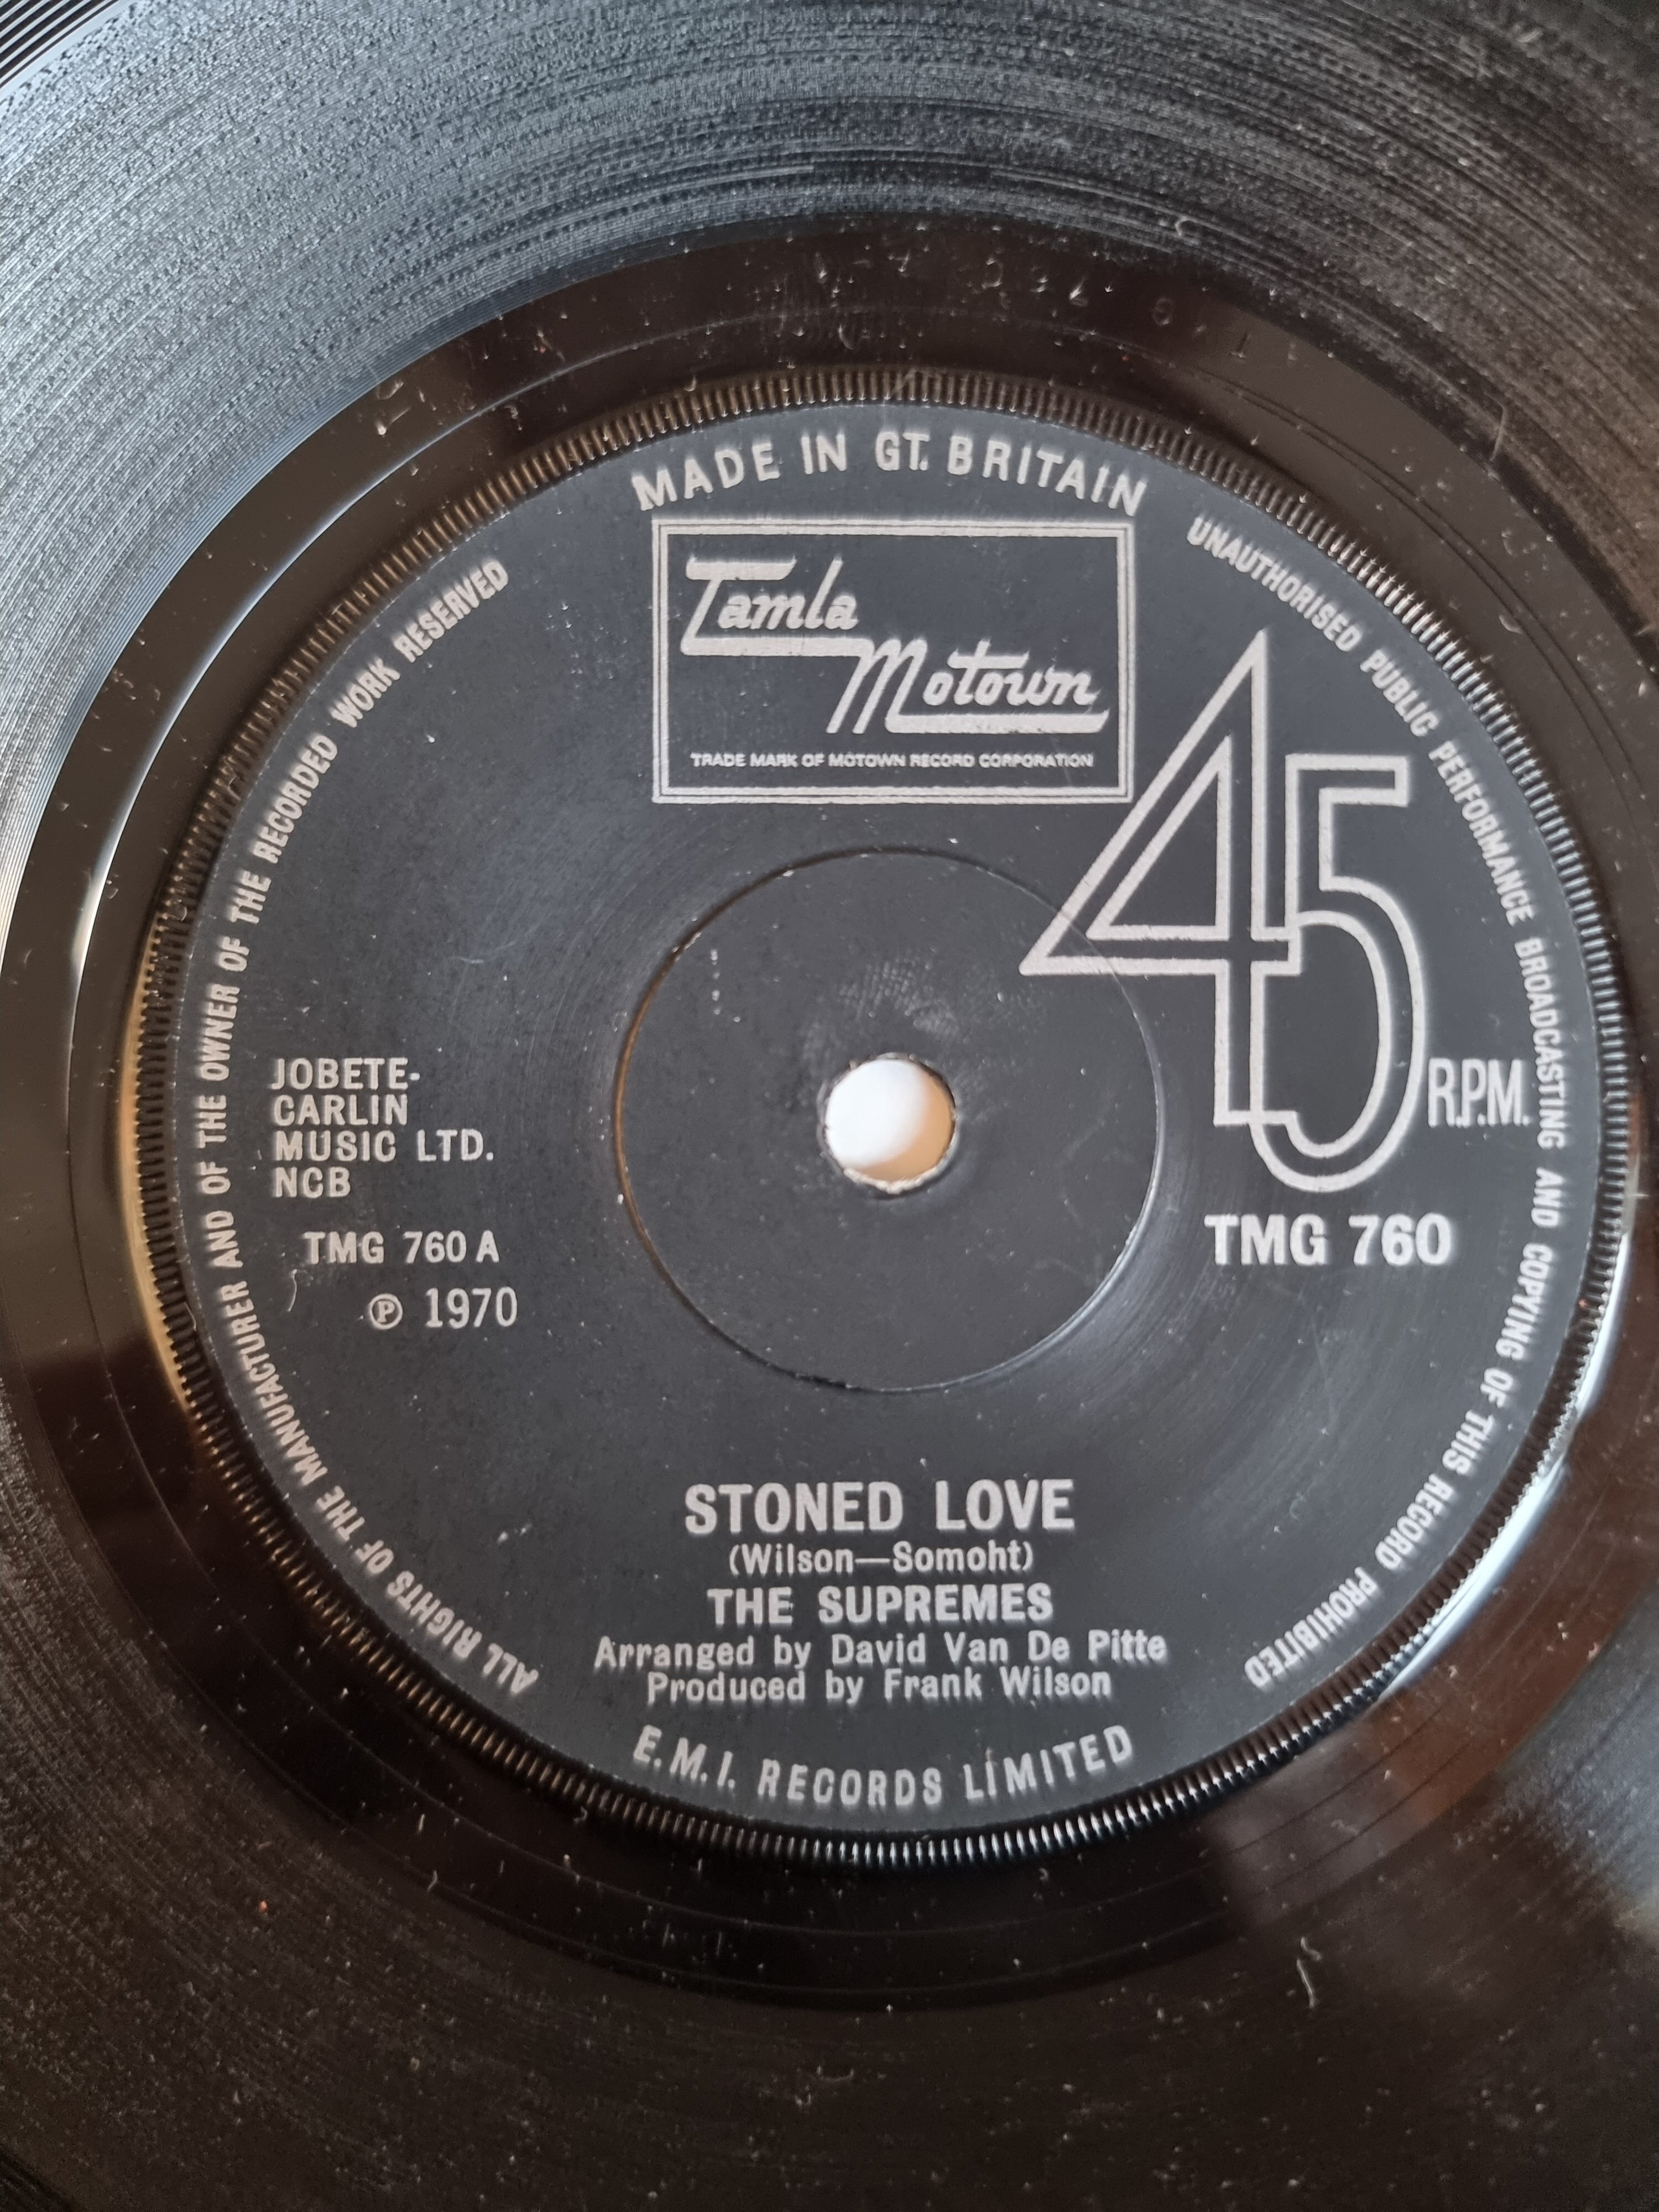 MADE IN GT. BRITAIN
Tamla
Motown
TRADE MARK OF MOTOWN RECORD CORPORATION
UNAUTHORISED PUBLIC PERFORMANCE BROADCASTING AND COPYING OF THIS RECORD PROHIBITED
ALL RIGHTS OF THE MANUFACTURER AND OF THE OWNER OF THE RECORDED WORK RESERVED
45
R.P.M.
JOBETE-
CARLIN
MUSIC LTD.
NCB
TMG 760 A
℗ 1970
TMG 760
STONED LOVE
(Wilson—Somoht)
THE SUPREMES
Arranged by David Van De Pitte
Produced by Frank Wilson
E.M.I. RECORDS LIMITED